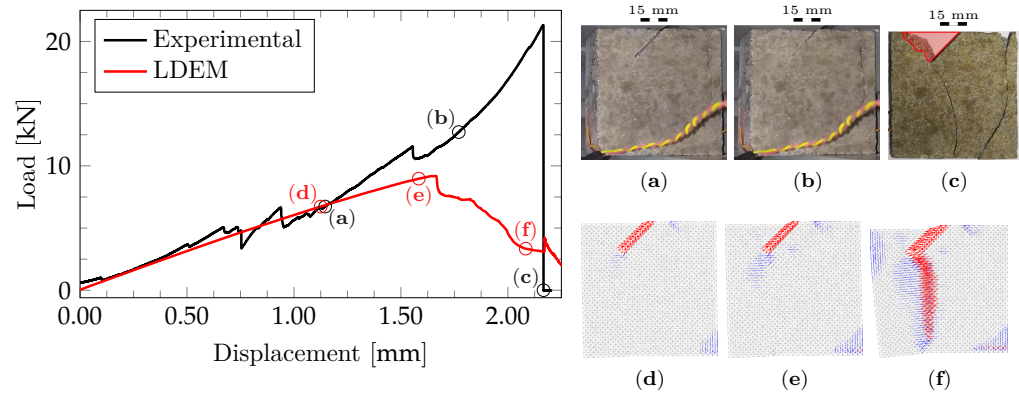 15 mm
15 mm
15 mm
20
10
0
Load [kN]
Experimental
LDEM
(b)
(d)
(a)
(e)
(f)
(c)
0.00
0.50
1.00
1.50
2.00
Displacement [mm]
(a)
(b)
(c)
(d)
(e)
(f)